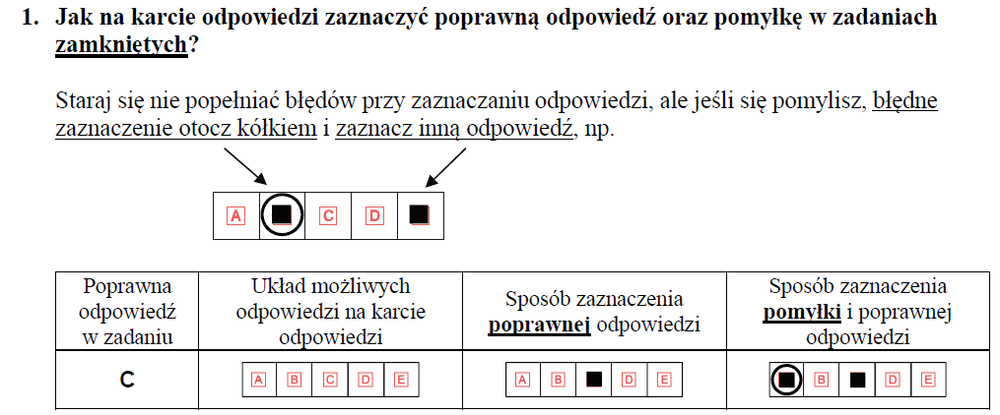 1. Jak na karcie odpowiedzi zaznaczyć poprawną odpowiedź oraz pomyłkę w zadaniach
zamkniętych?
Staraj się nie popełniać błędów przy zaznaczaniu odpowiedzi, ale jeśli się pomylisz, błędne
zaznaczenie otocz kółkiem i zaznacz inną odpowiedź, np.
A C D
Poprawna
odpowiedź
w zadaniu
Układ możliwych
odpowiedzi na karcie
odpowiedzi
Sposób zaznaczenia
poprawnej odpowiedzi
Sposób zaznaczenia
pomyłki i poprawnej
odpowiedzi
C
A B C D E
A B D E
B D E